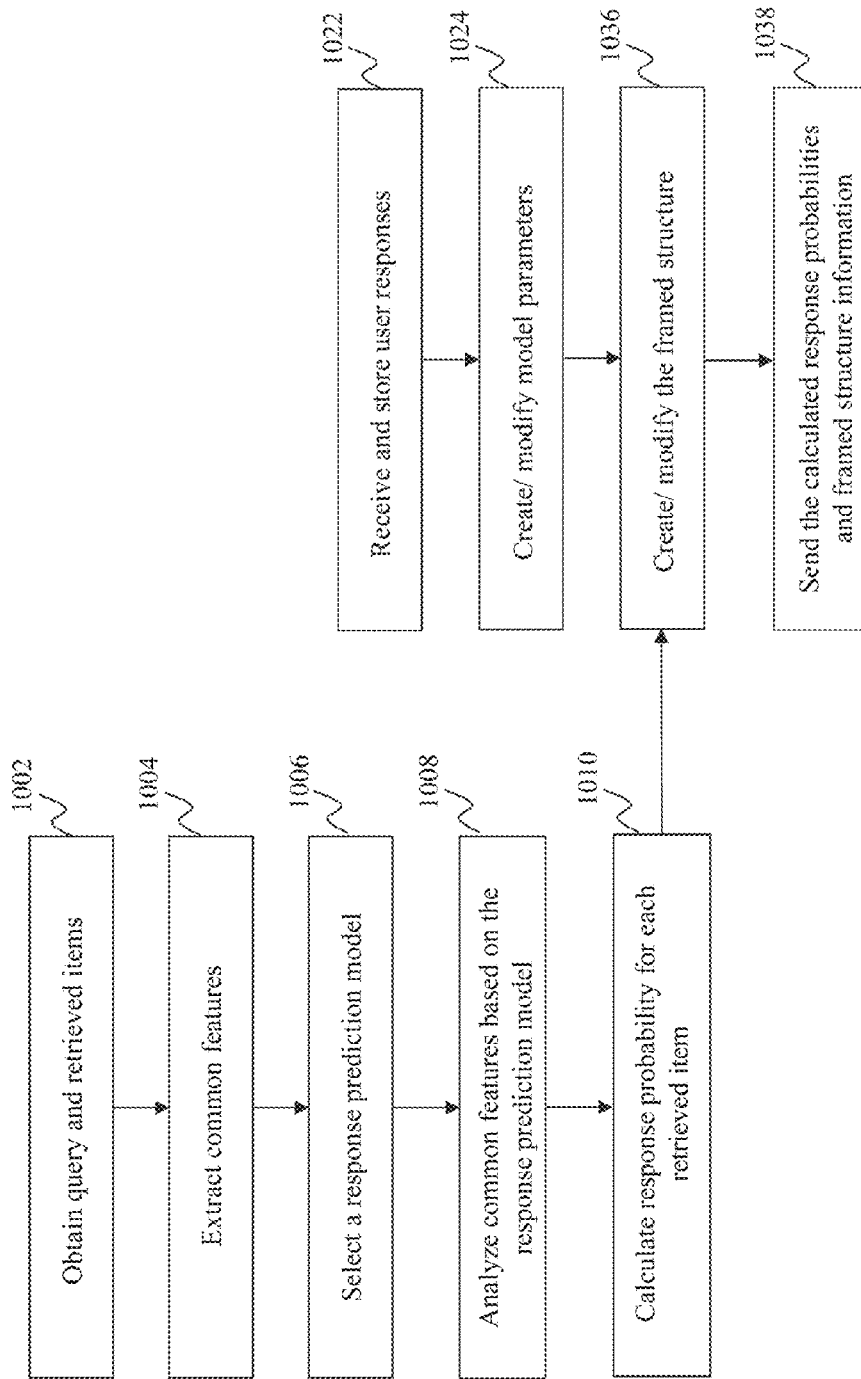 1002
Obtain query and retrieved items
1004
Extract common features
1006
Select a response prediction model
1008
Analyze common features based on the
response prediction model
1010
Calculate response probability for each
retrieved item
1022
Receive and store user responses
1024
Create/ modify model parameters
1036
Create/ modify the framed structure
1038
Send the calculated response probabilities
and framed structure information